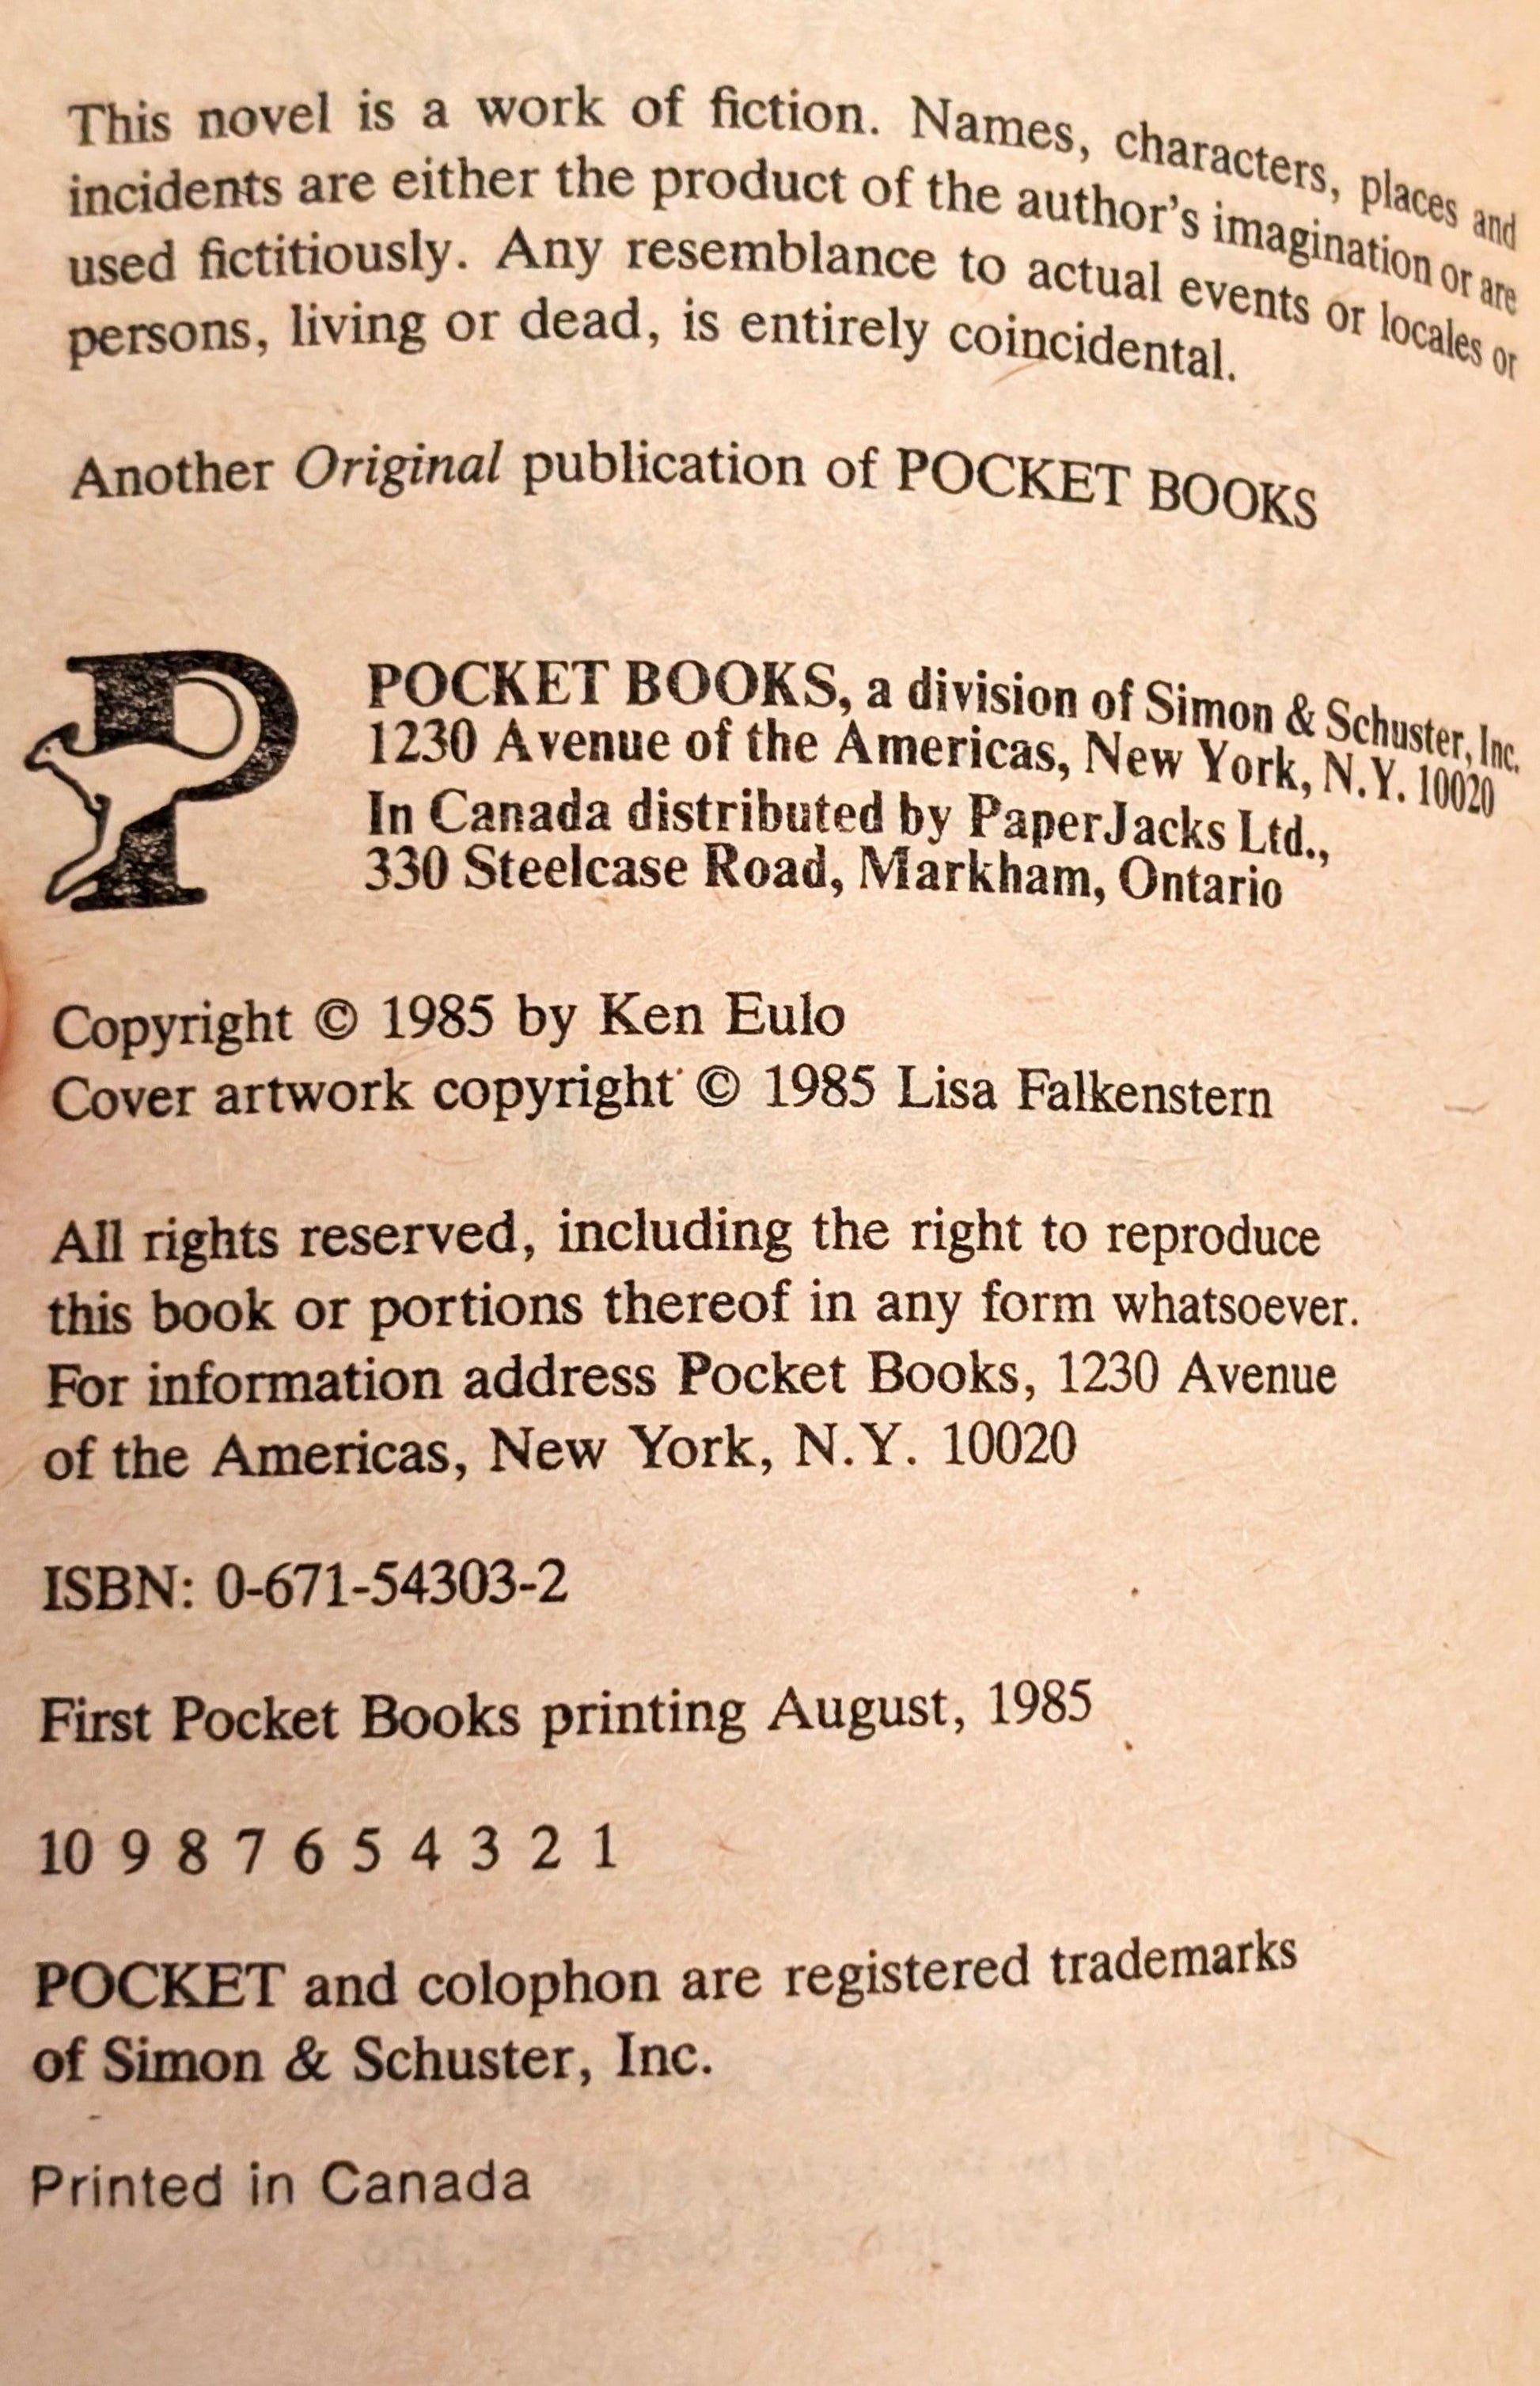 This novel is a work of fiction. Names, characters, places and
incidents are either the product of the author's imagination or are
used fictitiously. Any resemblance to actual events or locales or
persons, living or dead, is entirely coincidental.
Another Original publication of POCKET BOOKS
POCKET BOOKS, a division of Simon & Schuster, Inc.
1230 Avenue of the Americas, New York, N.Y. 10020
In Canada distributed by PaperJacks Ltd.,
330 Steelcase Road, Markham, Ontario
Copyright © 1985 by Ken Eulo
Cover artwork copyright © 1985 Lisa Falkenstern
All rights reserved, including the right to reproduce
this book or portions thereof in any form whatsoever.
For information address Pocket Books, 1230 Avenue
of the Americas, New York, N.Y. 10020
ISBN: 0-671-54303-2
First Pocket Books printing August, 1985
10 9 8 7 6 5 4 3 2 1
POCKET and colophon are registered trademarks
of Simon & Schuster, Inc.
Printed in Canada